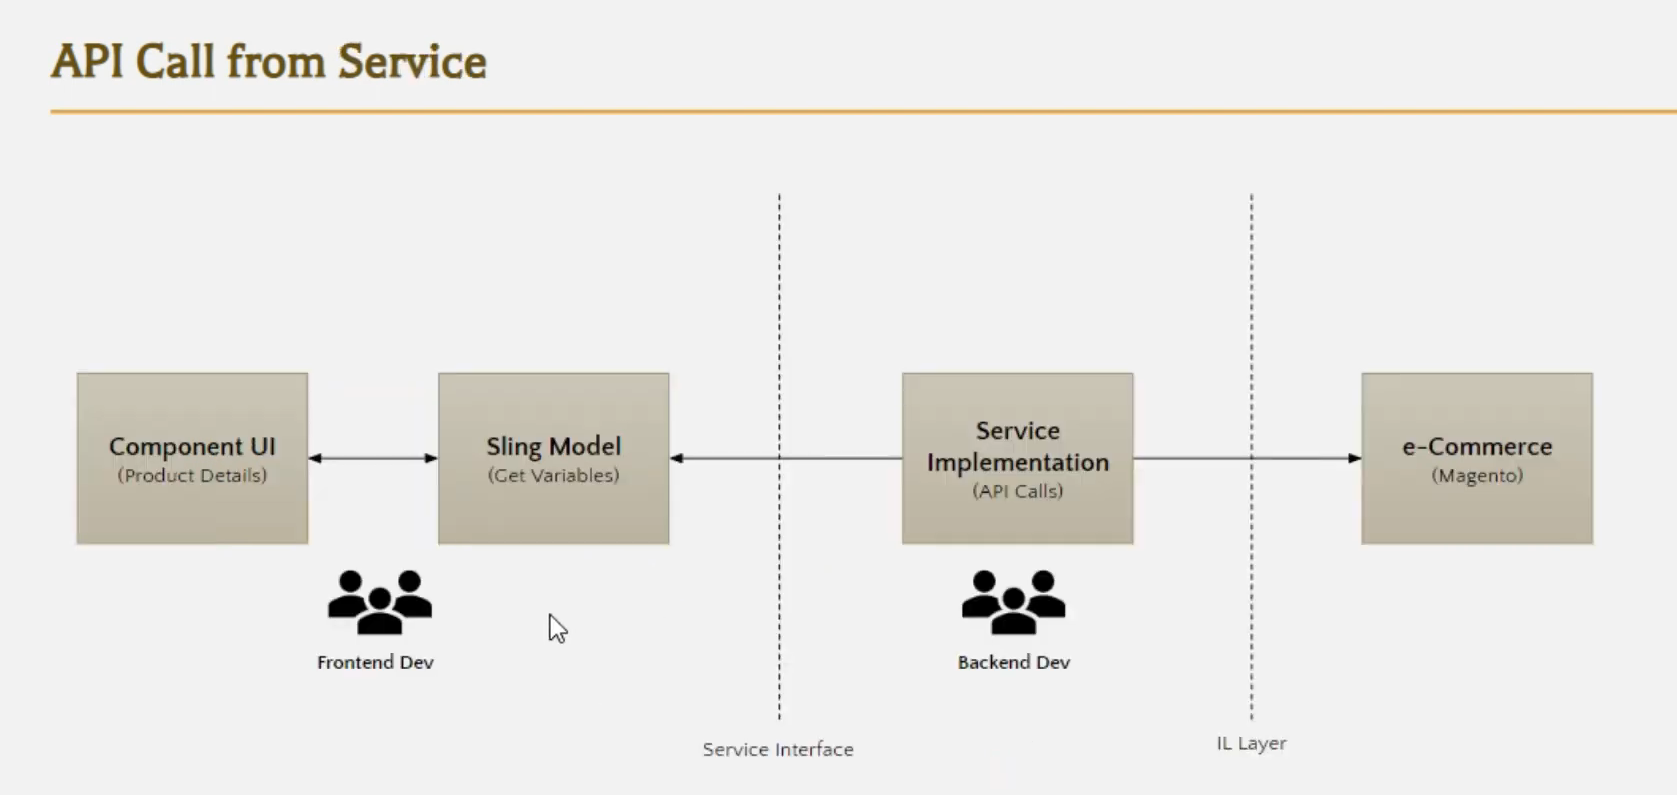 API Call from Service
Component UI
(Product Details)
Sling Model
(Get Variables)
Service
Implementation
(API Calls)
e-Commerce
(Magento)
Frontend Dev
Backend Dev
Service Interface
IL Layer